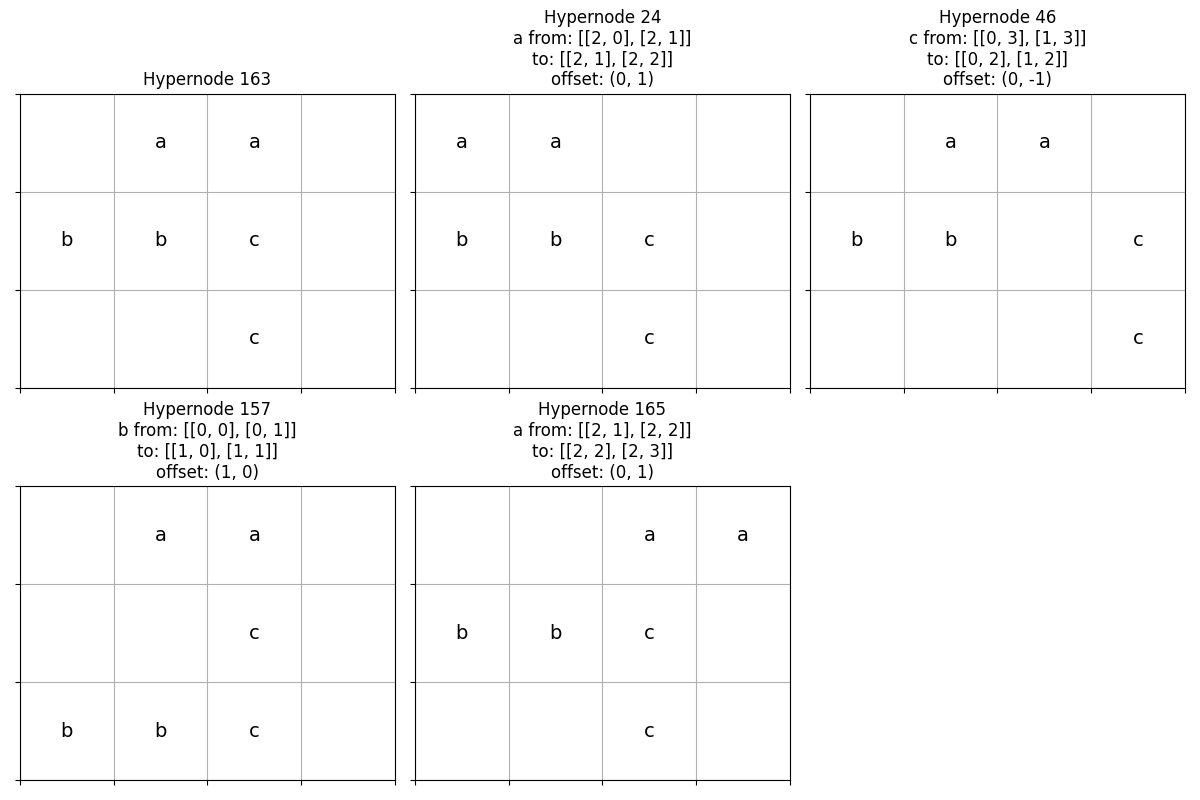 Hypernode 163
a a
b b c
c
Hypernode 24
a from: [[2, 0], [2, 1]]
to: [[2, 1], [2, 2]]
offset: (0, 1)
a a
b b c
c
Hypernode 46
c from: [[0, 3], [1, 3]]
to: [[0, 2], [1, 2]]
offset: (0, -1)
a a
b b c
c
Hypernode 157
b from: [[0, 0], [0, 1]]
to: [[1, 0], [1, 1]]
offset: (1, 0)
a a
c
b b c
Hypernode 165
a from: [[2, 1], [2, 2]]
to: [[2, 2], [2, 3]]
offset: (0, 1)
a a
b b c
c